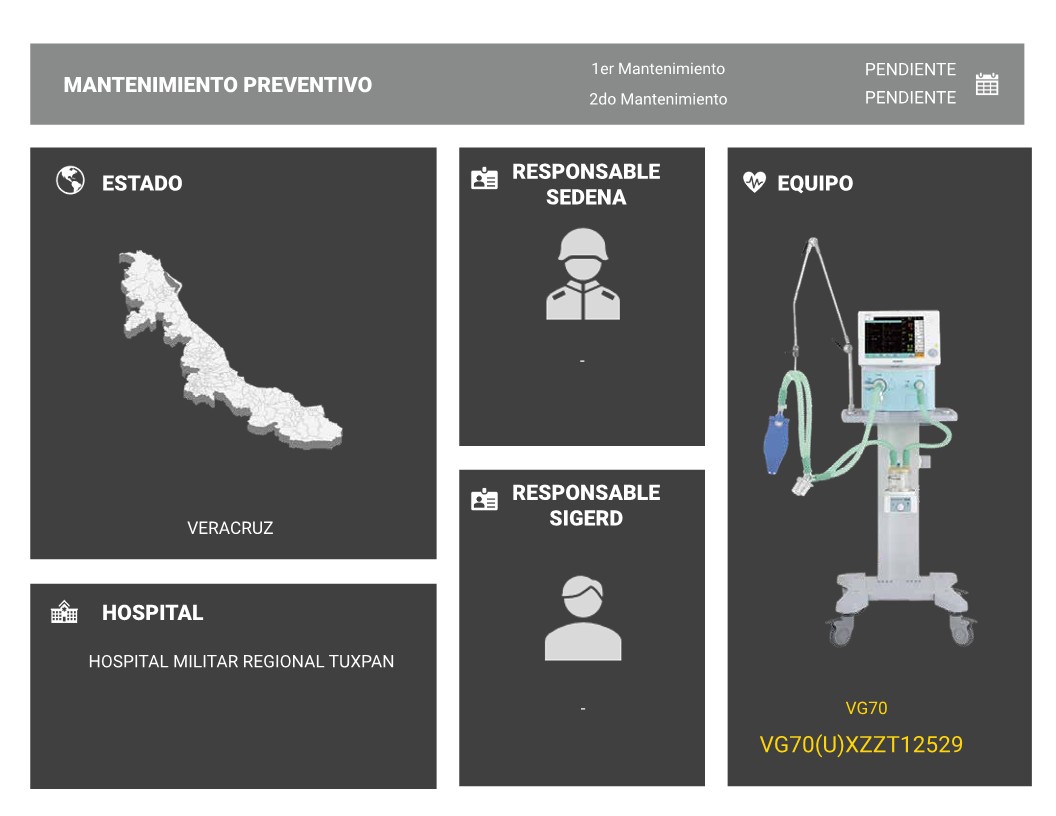 MANTENIMIENTO PREVENTIVO
1er Mantenimiento
PENDIENTE
2do Mantenimiento
PENDIENTE
ESTADO
VERACRUZ
HOSPITAL
HOSPITAL MILITAR REGIONAL TUXPAN
RESPONSABLE
SEDENA
-
RESPONSABLE
SIGERD
-
EQUIPO
VG70
VG70(U)XZZT12529